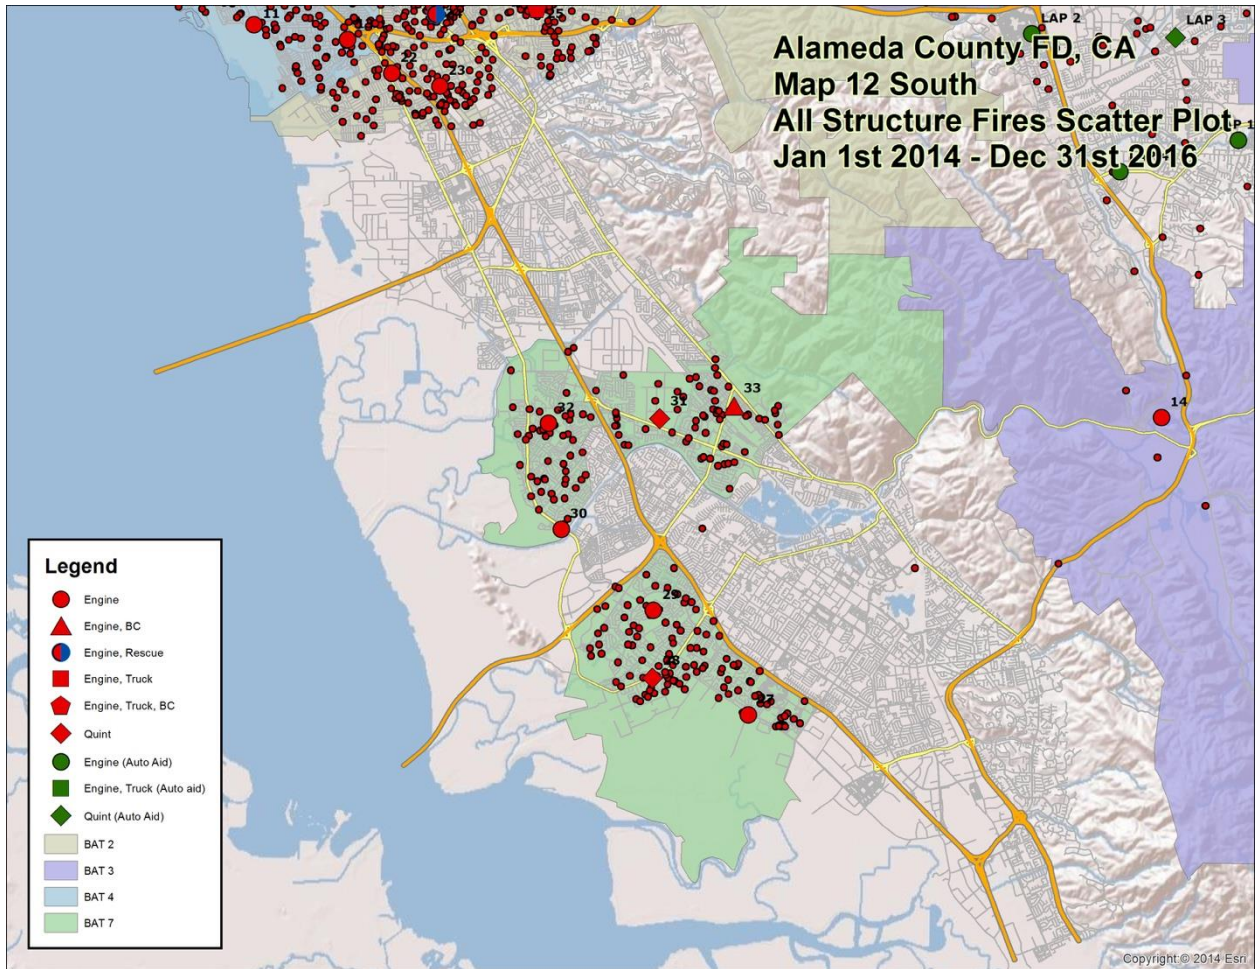 Alameda County FD, CA
Map 12 South
All Structure Fires Scatter Plot
Jan 1st 2014 - Dec 31st 2016
LAP 2
LAP 3
11
22
23
33
31
32
14
30
29
Legend
Engine
Engine, BC
Engine, Rescue
Engine, Truck
Engine, Truck, BC
Quint
Engine (Auto Aid)
Engine, Truck (Auto aid)
Quint (Auto Aid)
BAT 2
BAT 3
BAT 4
BAT 7
Copyright:© 2014 Esri